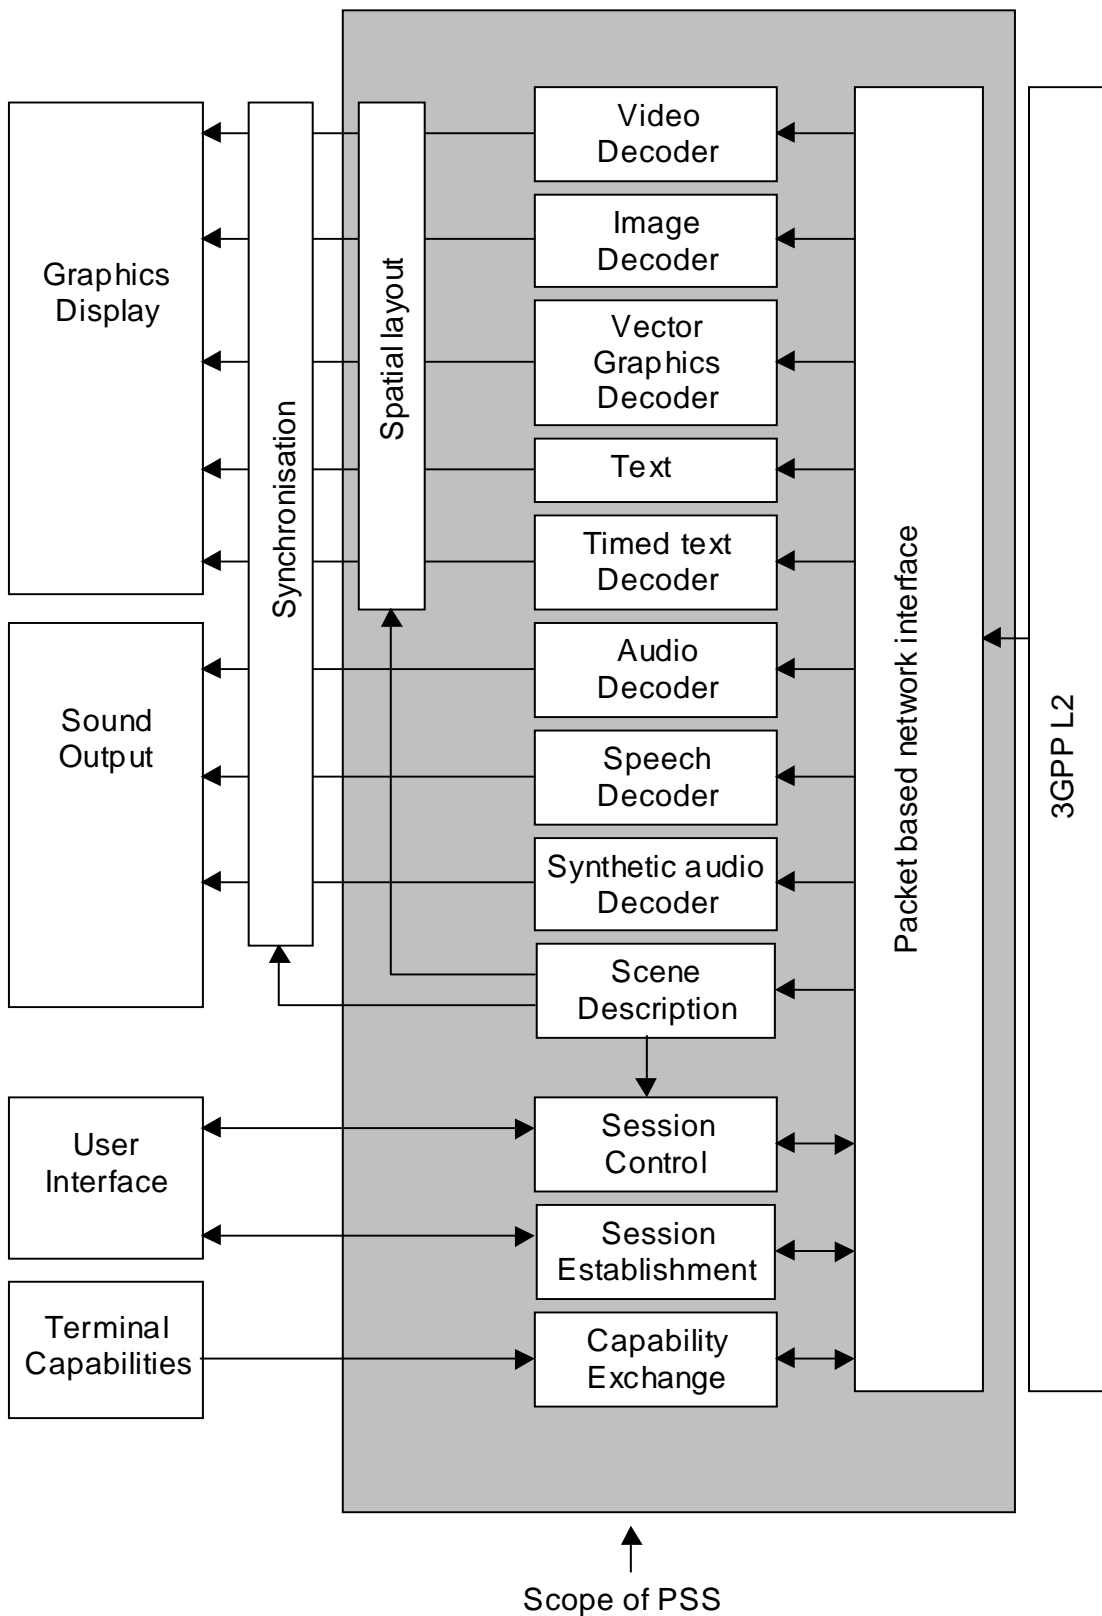 Video
Decoder
Image
Decoder
Graphics
Display
Vector
Graphics
Decoder
Spatial layout
Text
Synchronisation
Timed text
Decoder
Audio
Decoder
Sound
Output
Speech
Decoder
Synthetic audio
Decoder
Scene
Description
Packet based network interface
3GPP L2
User
Interface
Session
Control
Session
Establishment
Terminal
Capabilities
Capability
Exchange
Scope of PSS